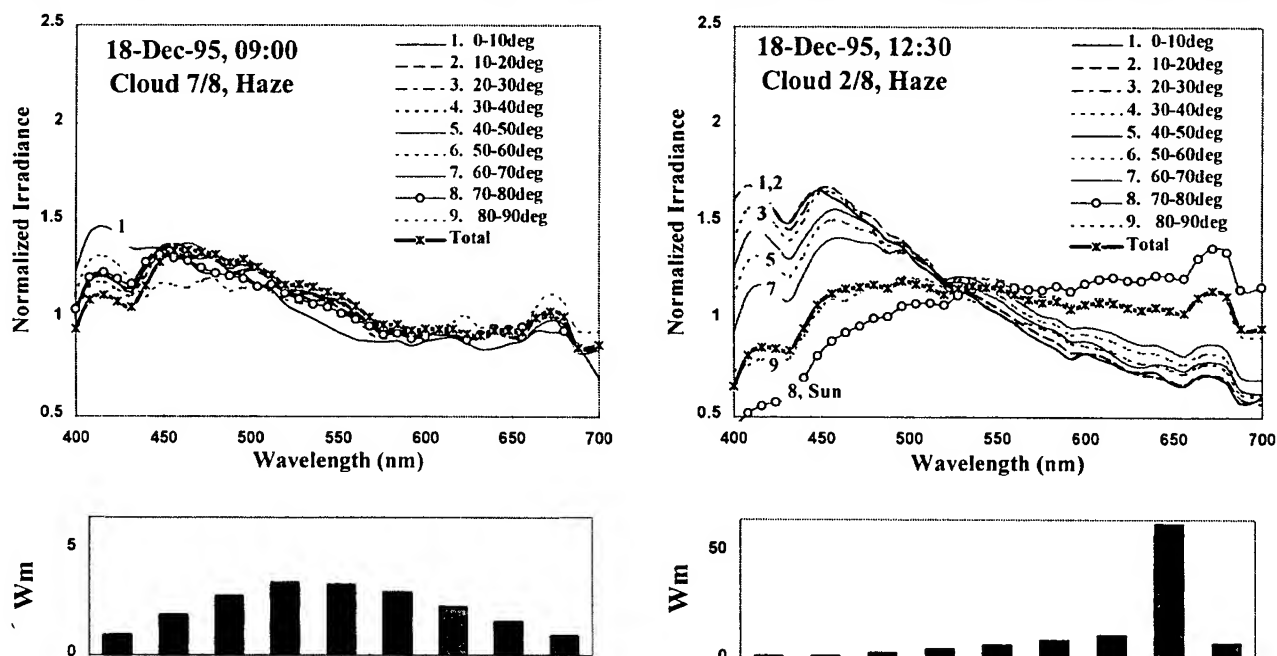 2.5
2
1.5
1
0.5
Normalized Irradiance
18-Dec-95, 09:00
Cloud 7/8, Haze
1. 0-10deg
2. 10-20deg
3. 20-30deg
4. 30-40deg
5. 40-50deg
6. 50-60deg
7. 60-70deg
8. 70-80deg
9. 80-90deg
Total
1
400 450 500 550 600 650 700
Wavelength (nm)
2.5
2
1.5
1
0.5
Normalized Irradiance
18-Dec-95, 12:30
Cloud 2/8, Haze
1. 0-10deg
2. 10-20deg
3. 20-30deg
4. 30-40deg
5. 40-50deg
6. 50-60deg
7. 60-70deg
8. 70-80deg
9. 80-90deg
Total
1,2
3
5
7
9
8, Sun
400 450 500 550 600 650 700
Wavelength (nm)
5
0
Wm
50
0
Wm